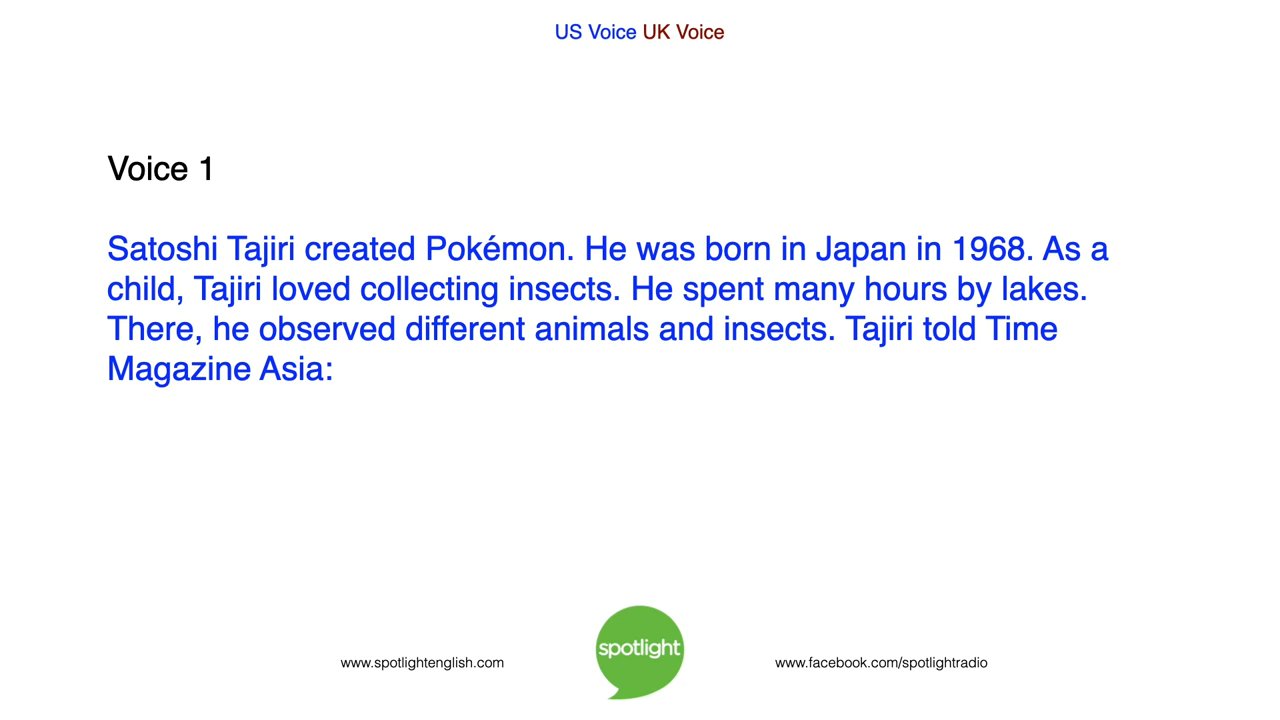 US Voice UK Voice
Voice 1
Satoshi Tajiri created Pokémon. He was born in Japan in 1968. As a
child, Tajiri loved collecting insects. He spent many hours by lakes.
There, he observed different animals and insects. Tajiri told Time
Magazine Asia:
spotlight
www.spotlightenglish.com
www.facebook.com/spotlightradio